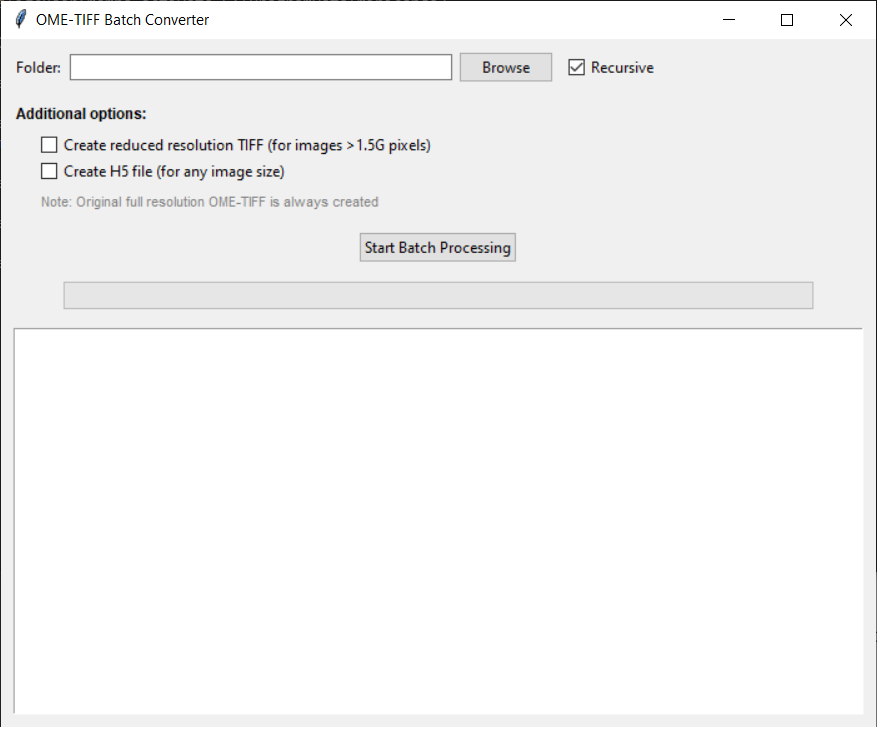 OME-TIFF Batch Converter
Folder: Browse Recursive
Additional options:
Create reduced resolution TIFF (for images >1.5G pixels)
Create H5 file (for any image size)
Note: Original full resolution OME-TIFF is always created
Start Batch Processing